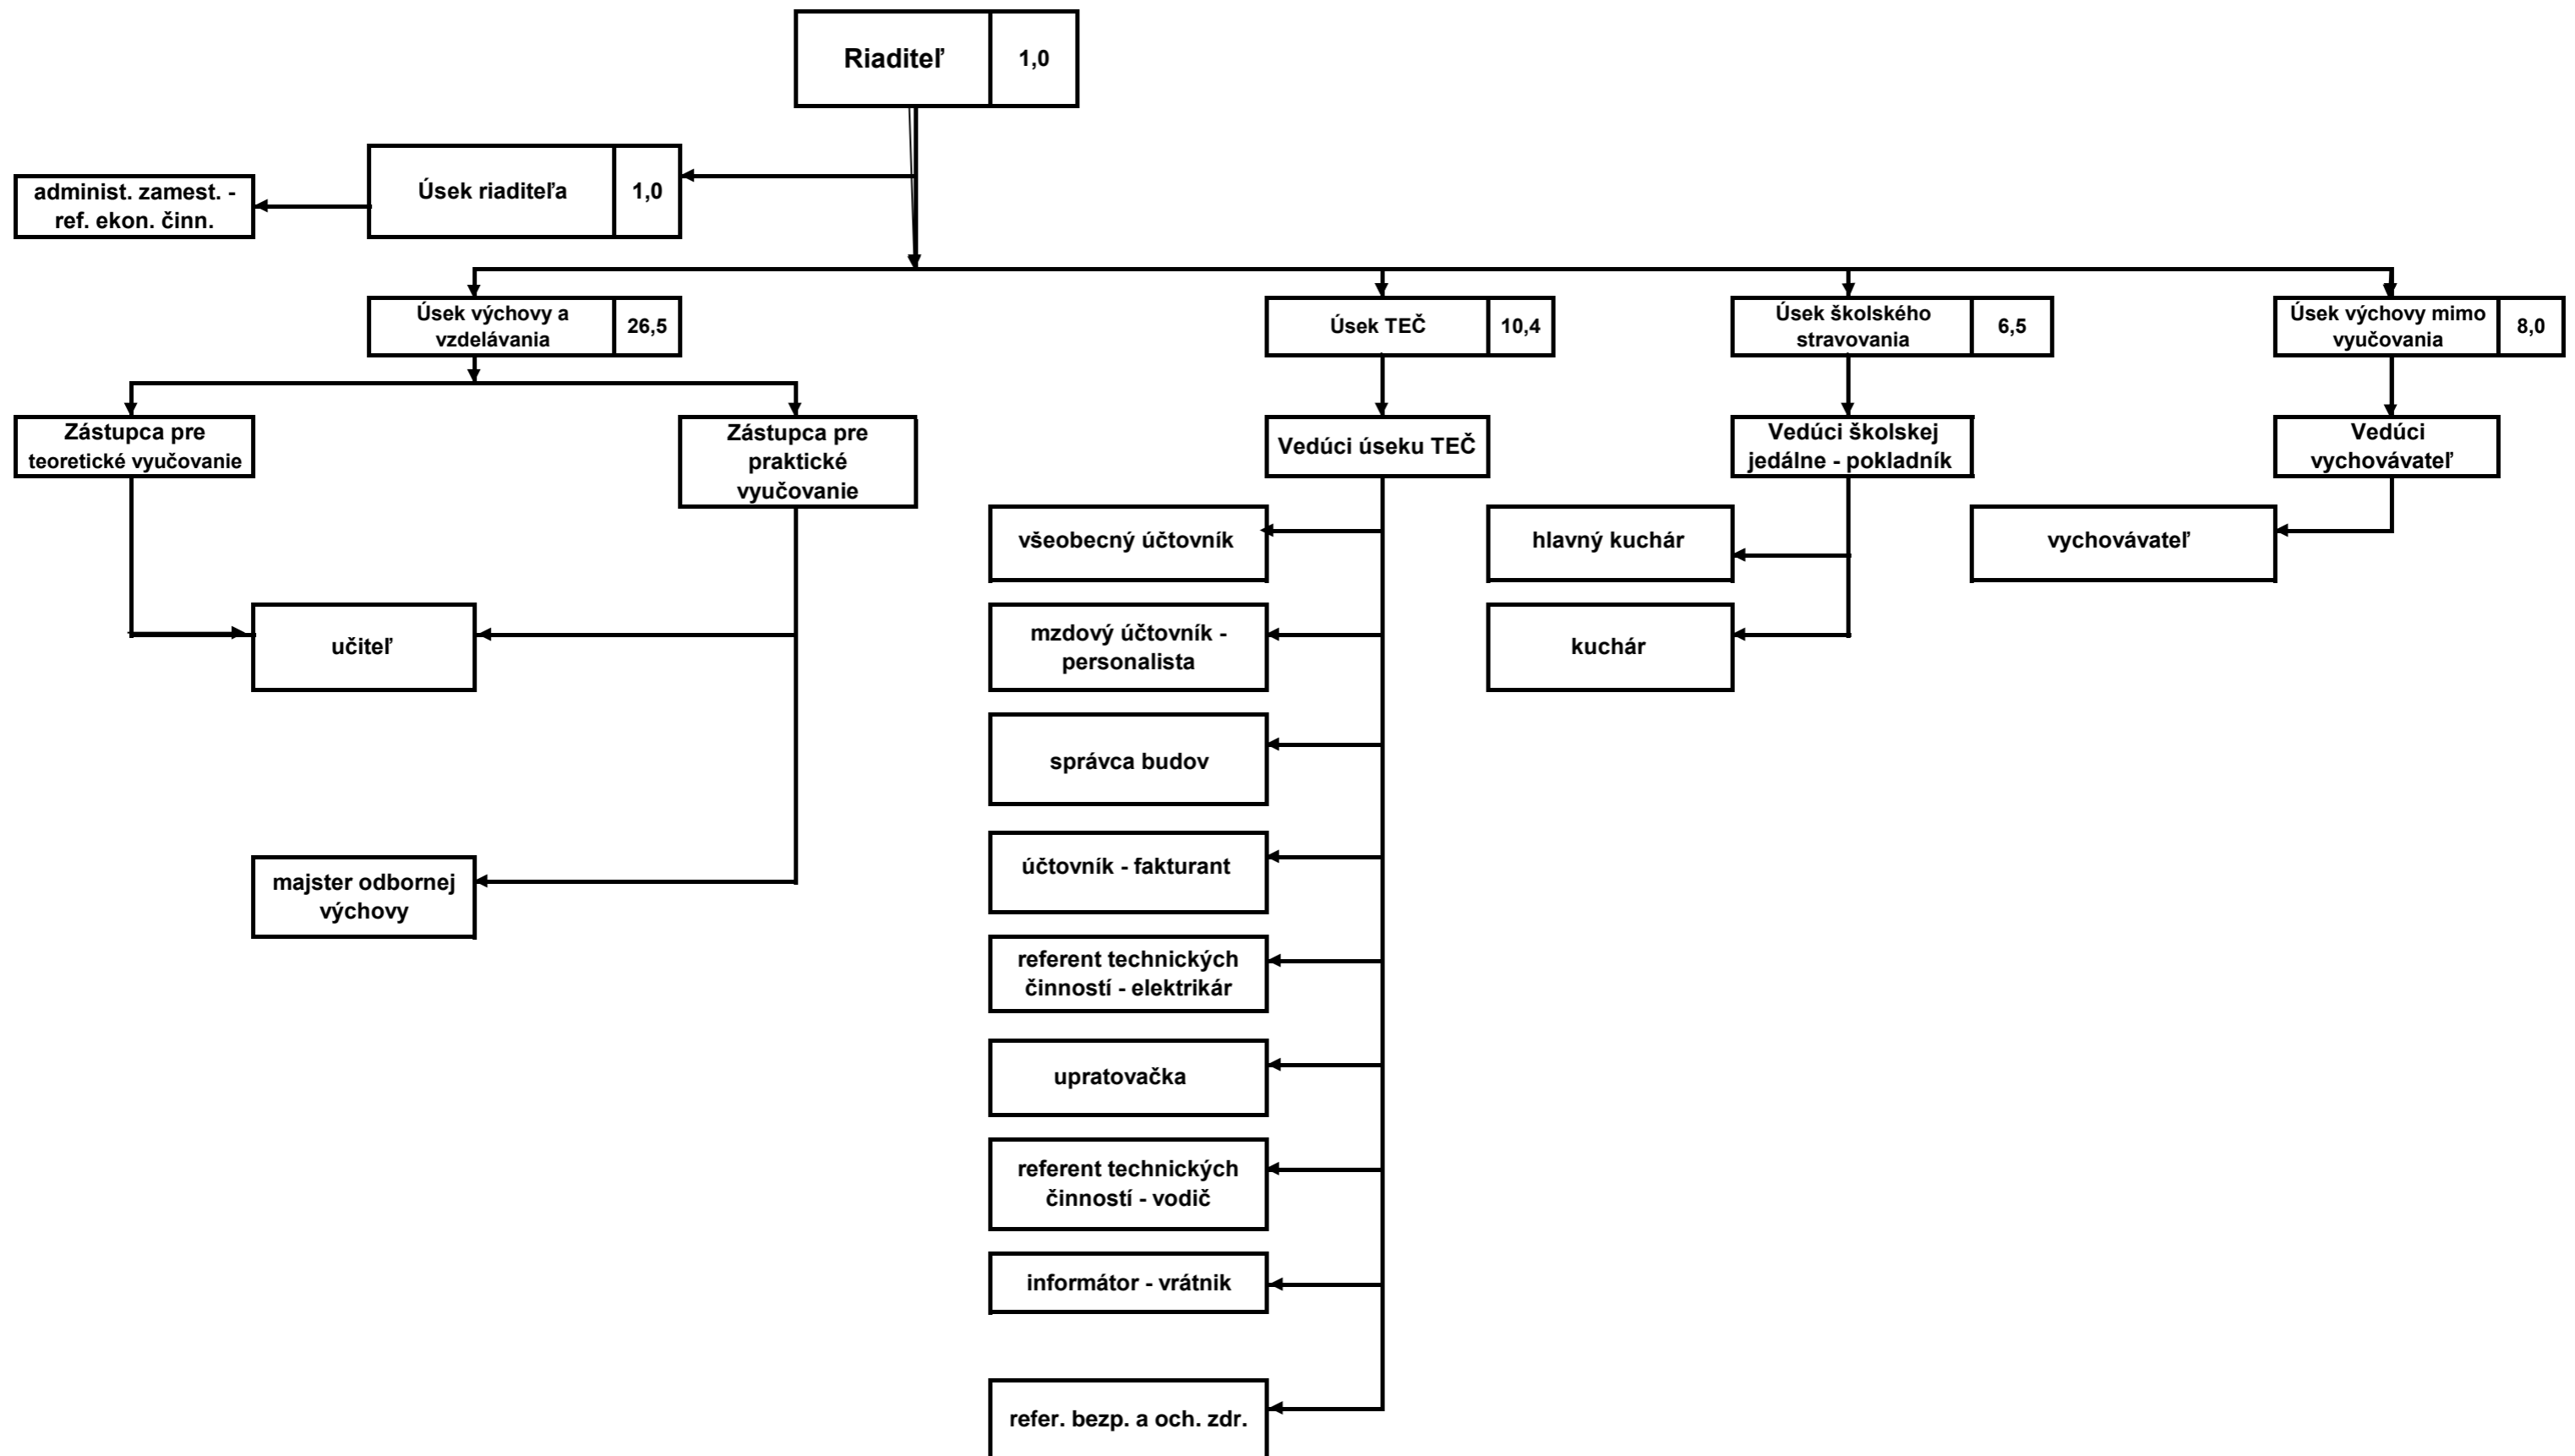 Riaditeľ
1,0
Úsek riaditeľa
1,0
administ. zamest. -
ref. ekon. činn.
Úsek výchovy a
vzdelávania
26,5
Úsek TEČ
10,4
Úsek školského
stravovania
6,5
Úsek výchovy mimo
vyučovania
8,0
Zástupca pre
teoretické vyučovanie
Zástupca pre
praktické
vyučovanie
Vedúci úseku TEČ
Vedúci školskej
jedálne - pokladník
Vedúci
vychovávateľ
všeobecný účtovník
hlavný kuchár
vychovávateľ
učiteľ
mzdový účtovník -
personalista
kuchár
správca budov
majster odbornej
výchovy
účtovník - fakturant
referent technických
činností - elektrikár
upratovačka
referent technických
činností - vodič
informátor - vrátnik
refer. bezp. a och. zdr.